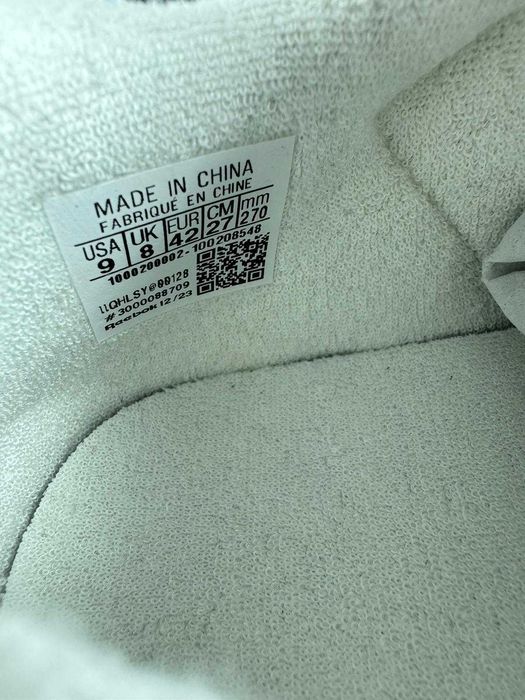 MADE IN CHINA
FABRIQUÉ EN CHINE
USA UK EUR CM mm
9 8 42 27 270
1000200002-100208548
LLQHLSY@00128
#3000088709
Reebok 12/23